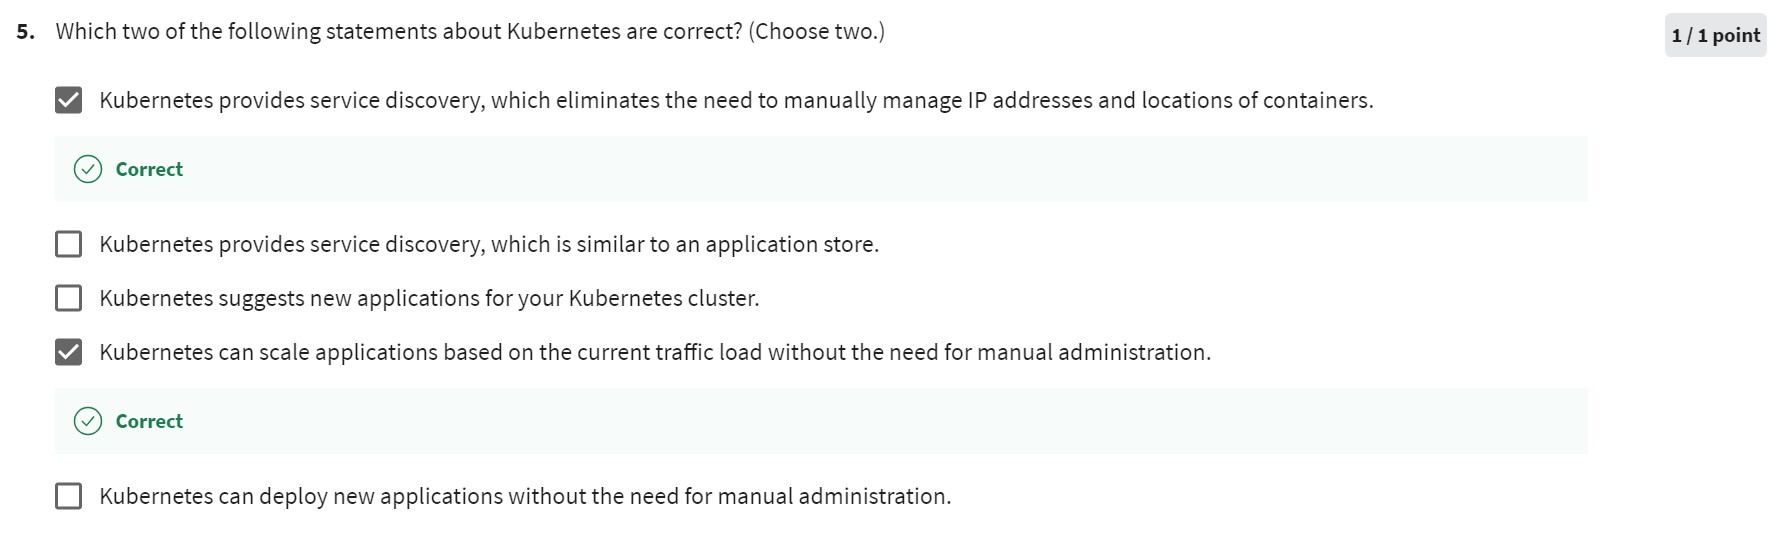 5. Which two of the following statements about Kubernetes are correct? (Choose two.)
1 / 1 point
Kubernetes provides service discovery, which eliminates the need to manually manage IP addresses and locations of containers.
Correct
Kubernetes provides service discovery, which is similar to an application store.
Kubernetes suggests new applications for your Kubernetes cluster.
Kubernetes can scale applications based on the current traffic load without the need for manual administration.
Correct
Kubernetes can deploy new applications without the need for manual administration.